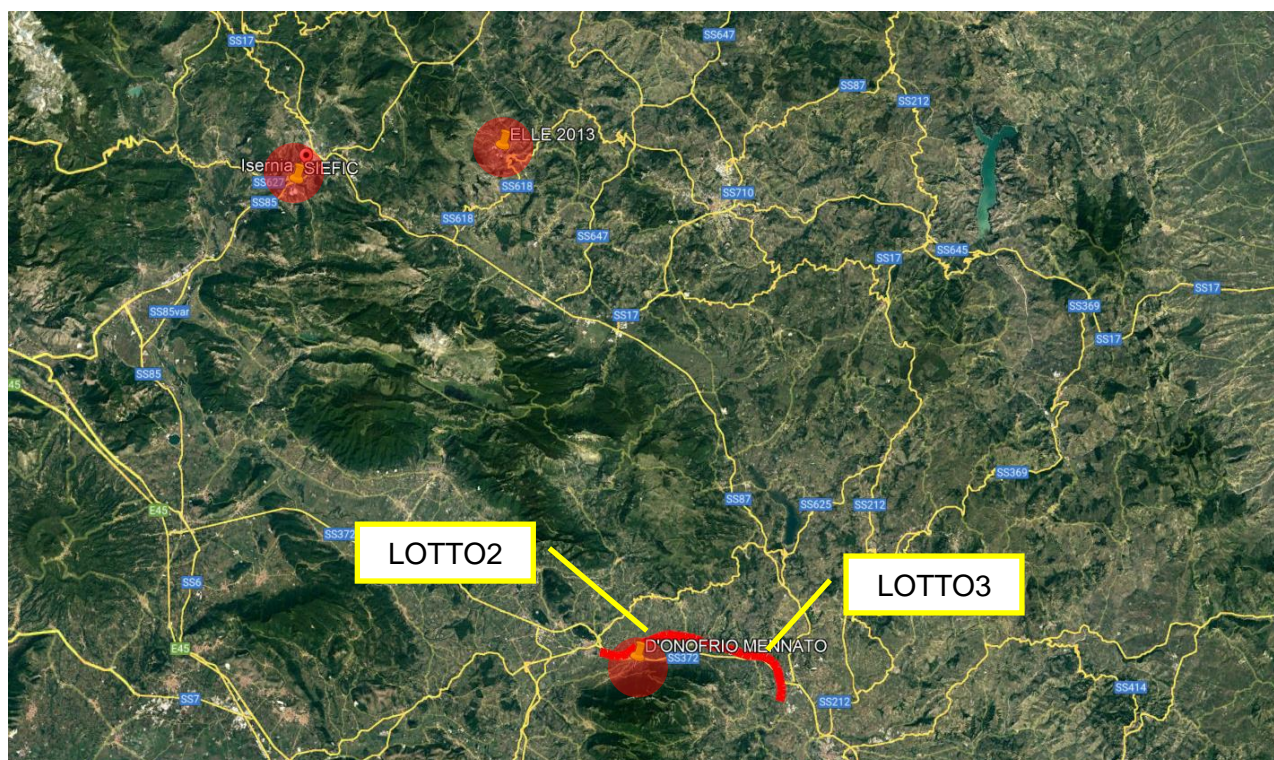 SS647
SS17
SS87
SS212
ELLE 2013
Isernia
SIEFIC
SS627
SS618
SS710
SS85
SS618
SS647
SS17
SS645
SS17
SS369
SS85var
SS17
SS17
SS85
45
SS369
SS87
SS625
SS212
E45
SS372
LOTTO2
LOTTO3
SS6
D'ONOFRIO MENNATO
SS372
E45
SS7
SS212
SS414